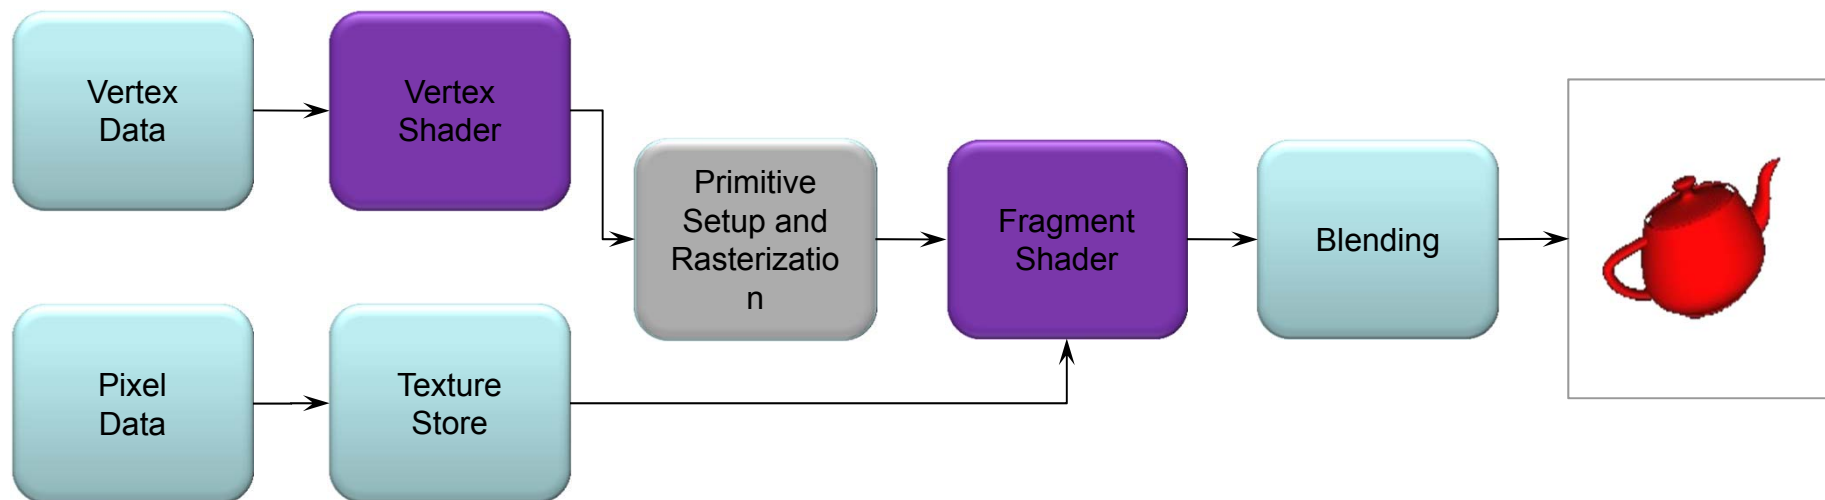 Vertex
Data
Vertex
Shader
Primitive
Setup and
Rasterizatio
n
Fragment
Shader
Blending
Pixel
Data
Texture
Store